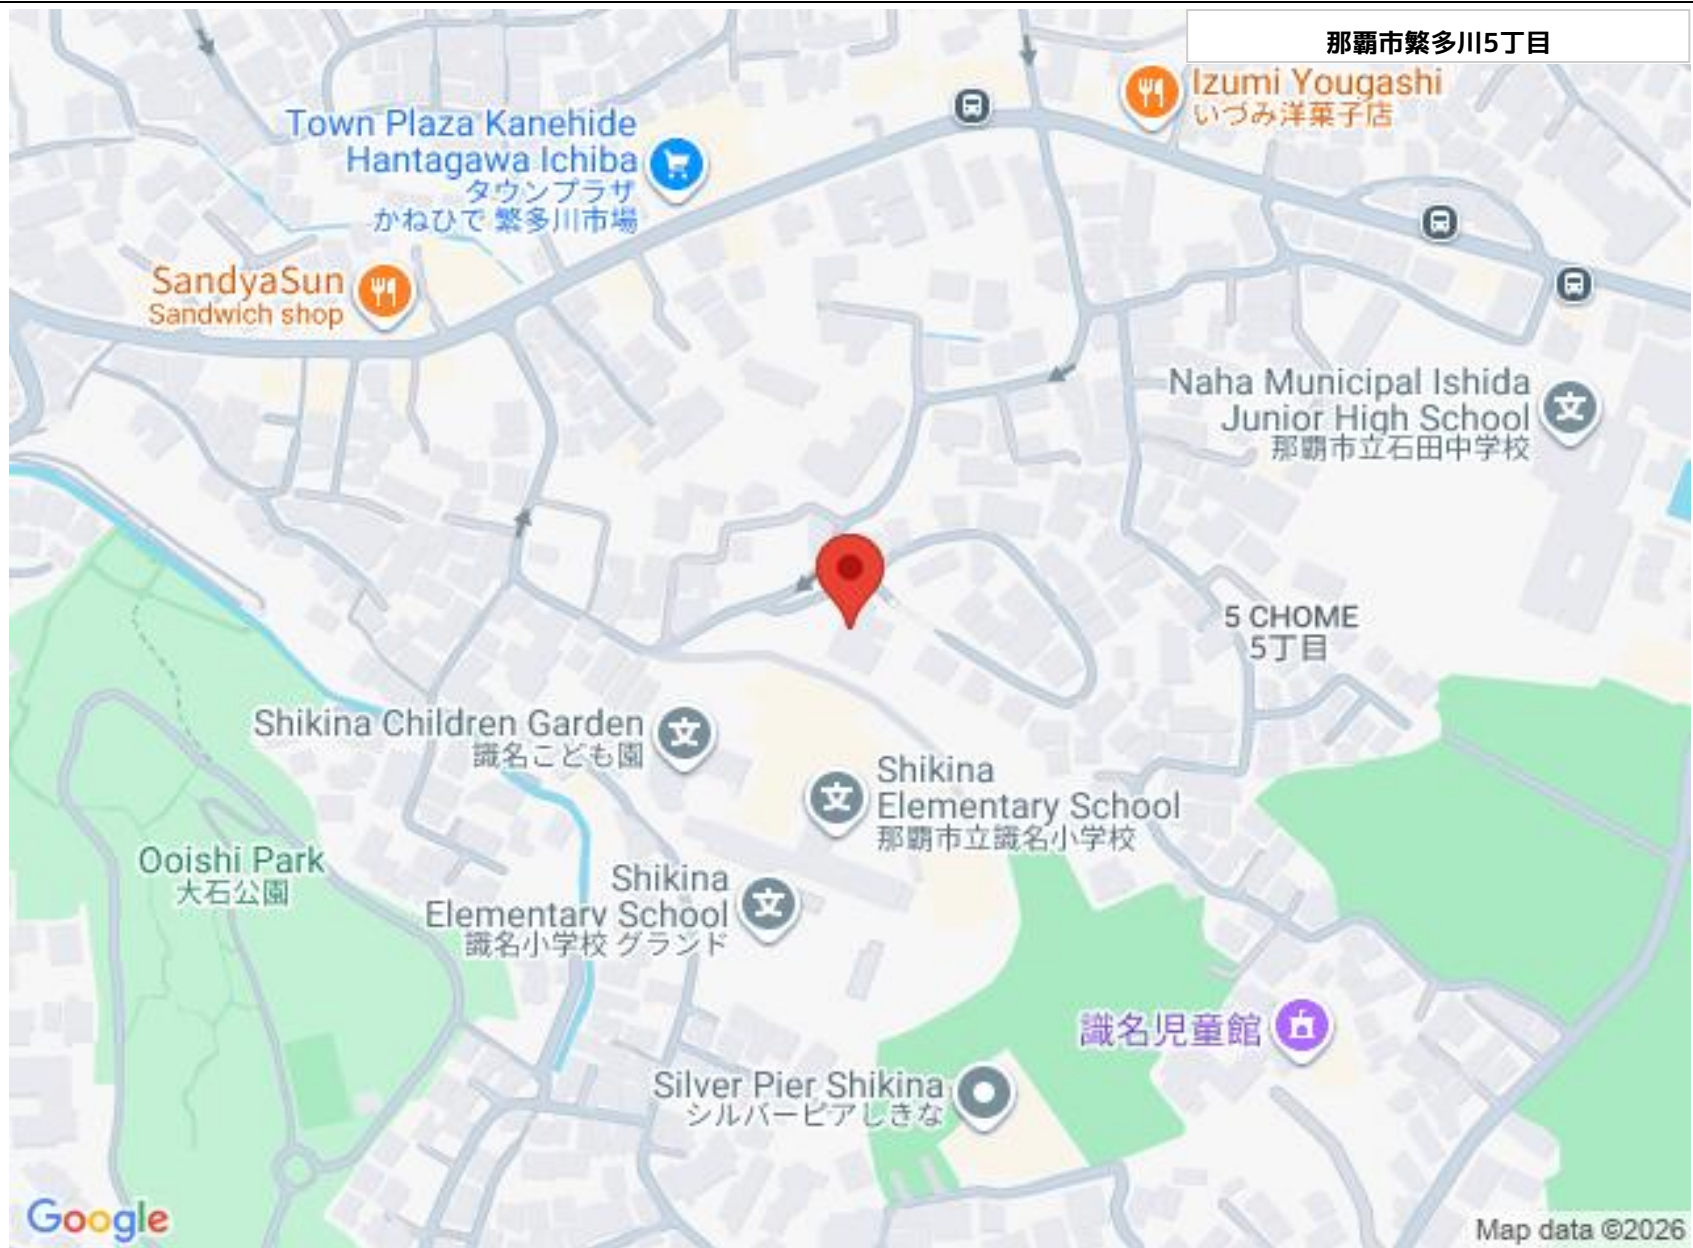 那覇市繁多川5丁目
Izumi Yougashi
いづみ洋菓子店
Town Plaza Kanehide
Hantagawa Ichiba
タウンプラザ
かねひで 繁多川市場
SandyaSun
Sandwich shop
Naha Municipal Ishida
Junior High School
那覇市立石田中学校
5 CHOME
5丁目
Shikina Children Garden
識名こども園
Shikina
Elementary School
那覇市立識名小学校
Ooishi Park
大石公園
Shikina
Elementary School
識名小学校 グランド
識名児童館
Silver Pier Shikina
シルバーピアしきな
Google
Map data ©2026